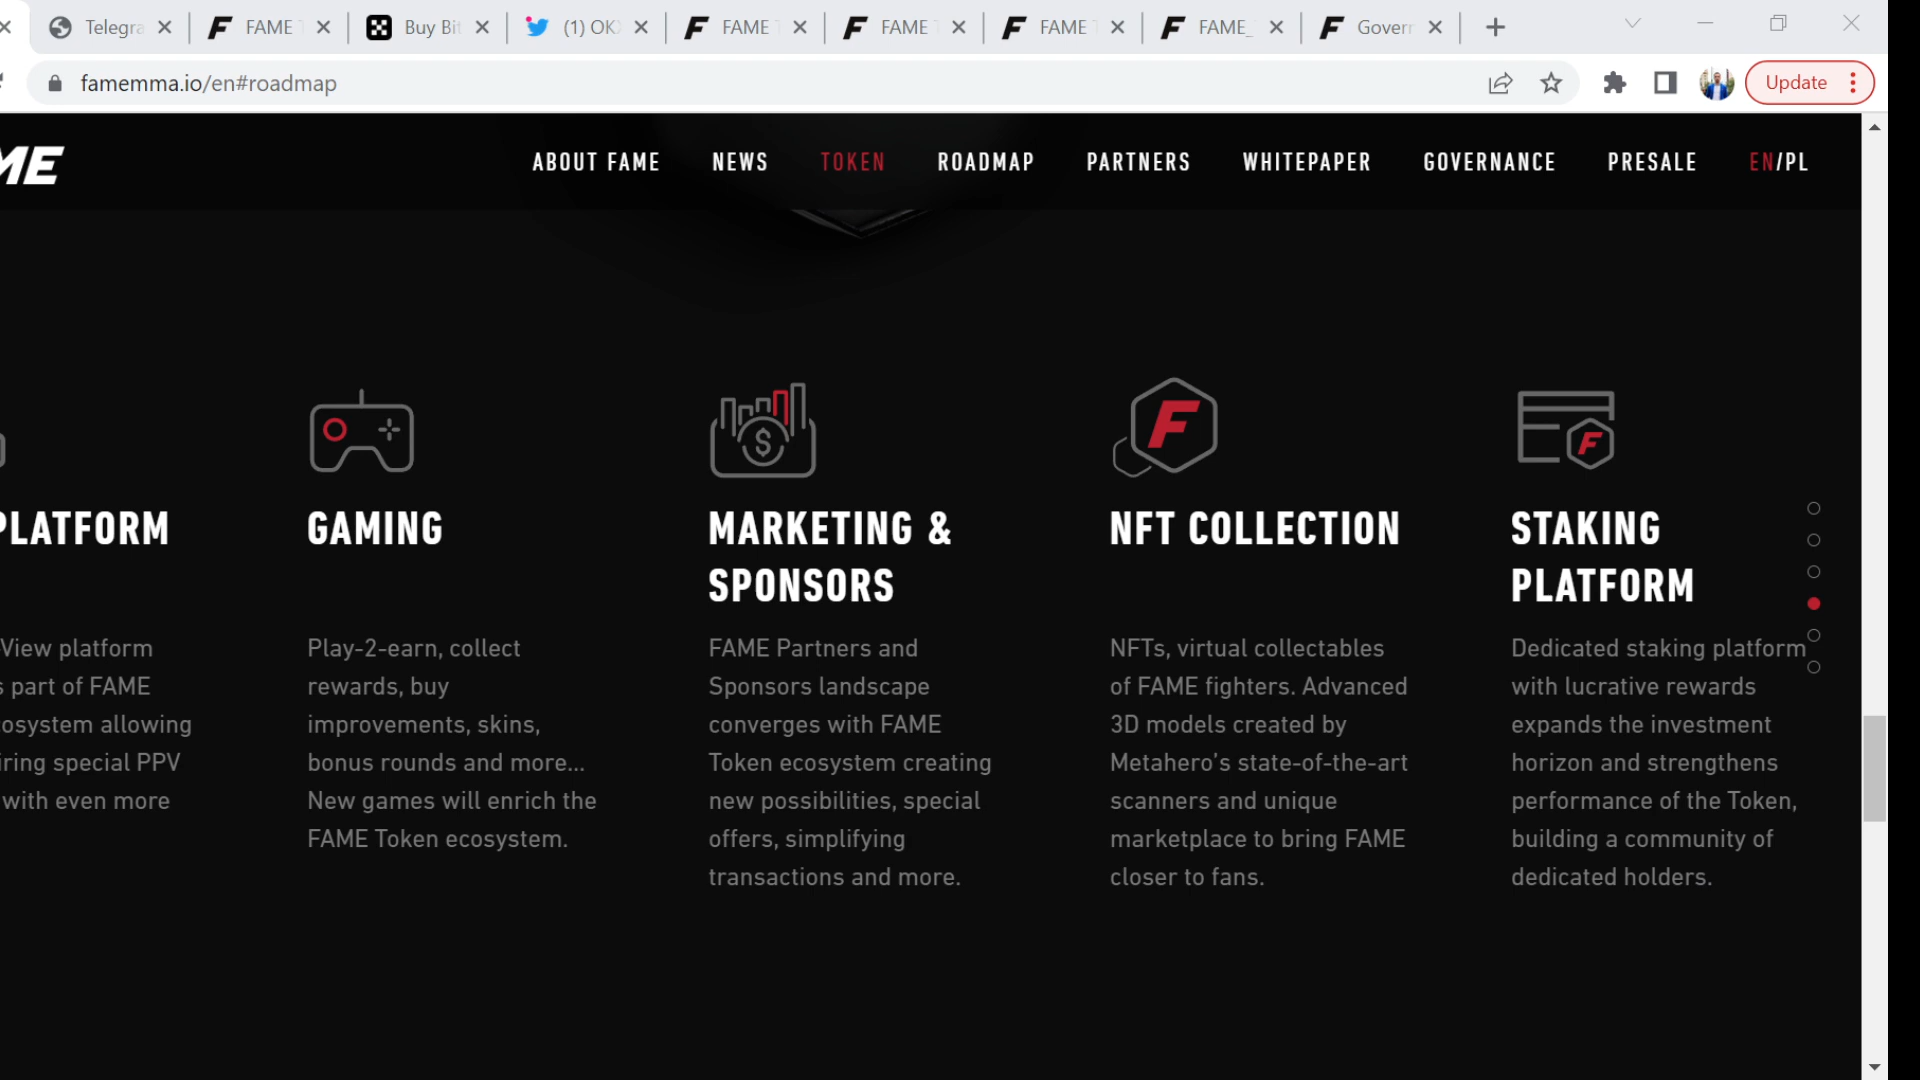 Telegra
FAME T
Buy Bit
(1) OKX
FAME T
FAME T
FAME T
FAME_
Govern
famemma.io/en#roadmap
Update
ME
ABOUT FAME
NEWS
TOKEN
ROADMAP
PARTNERS
WHITEPAPER
GOVERNANCE
PRESALE
EN/PL
PLATFORM
View platform
s part of FAME
osystem allowing
iring special PPV
with even more
GAMING
Play-2-earn, collect
rewards, buy
improvements, skins,
bonus rounds and more...
New games will enrich the
FAME Token ecosystem.
MARKETING &
SPONSORS
FAME Partners and
Sponsors landscape
converges with FAME
Token ecosystem creating
new possibilities, special
offers, simplifying
transactions and more.
NFT COLLECTION
NFTs, virtual collectables
of FAME fighters. Advanced
3D models created by
Metahero's state-of-the-art
scanners and unique
marketplace to bring FAME
closer to fans.
STAKING
PLATFORM
Dedicated staking platform
with lucrative rewards
expands the investment
horizon and strengthens
performance of the Token,
building a community of
dedicated holders.